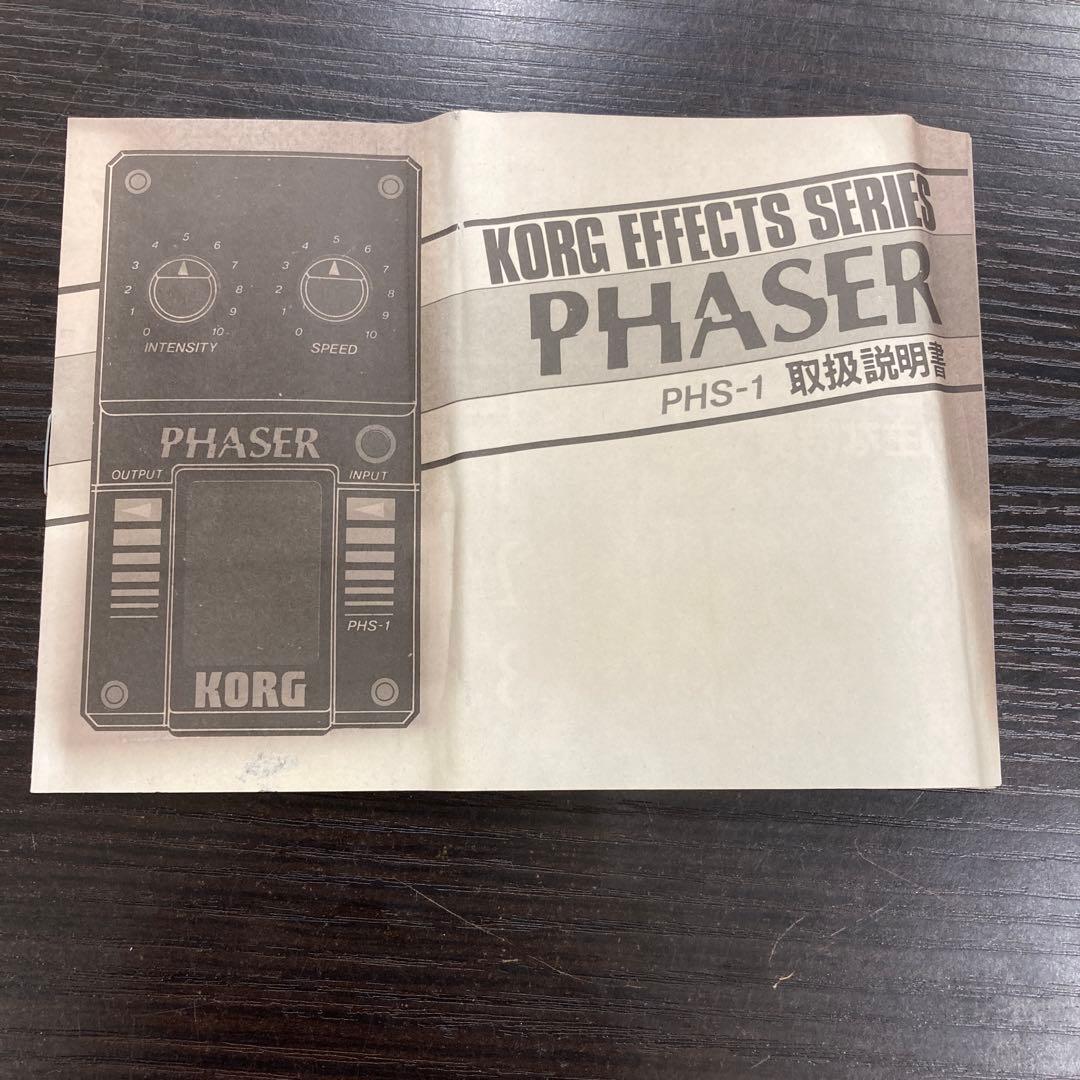 KORG EFFECTS SERIES
PHASER
PHS-1 取扱説明書
0 1 2 3 4 5 6 7 8 9 10
INTENSITY
0 1 2 3 4 5 6 7 8 9 10
SPEED
PHASER
OUTPUT INPUT
PHS-1
KORG